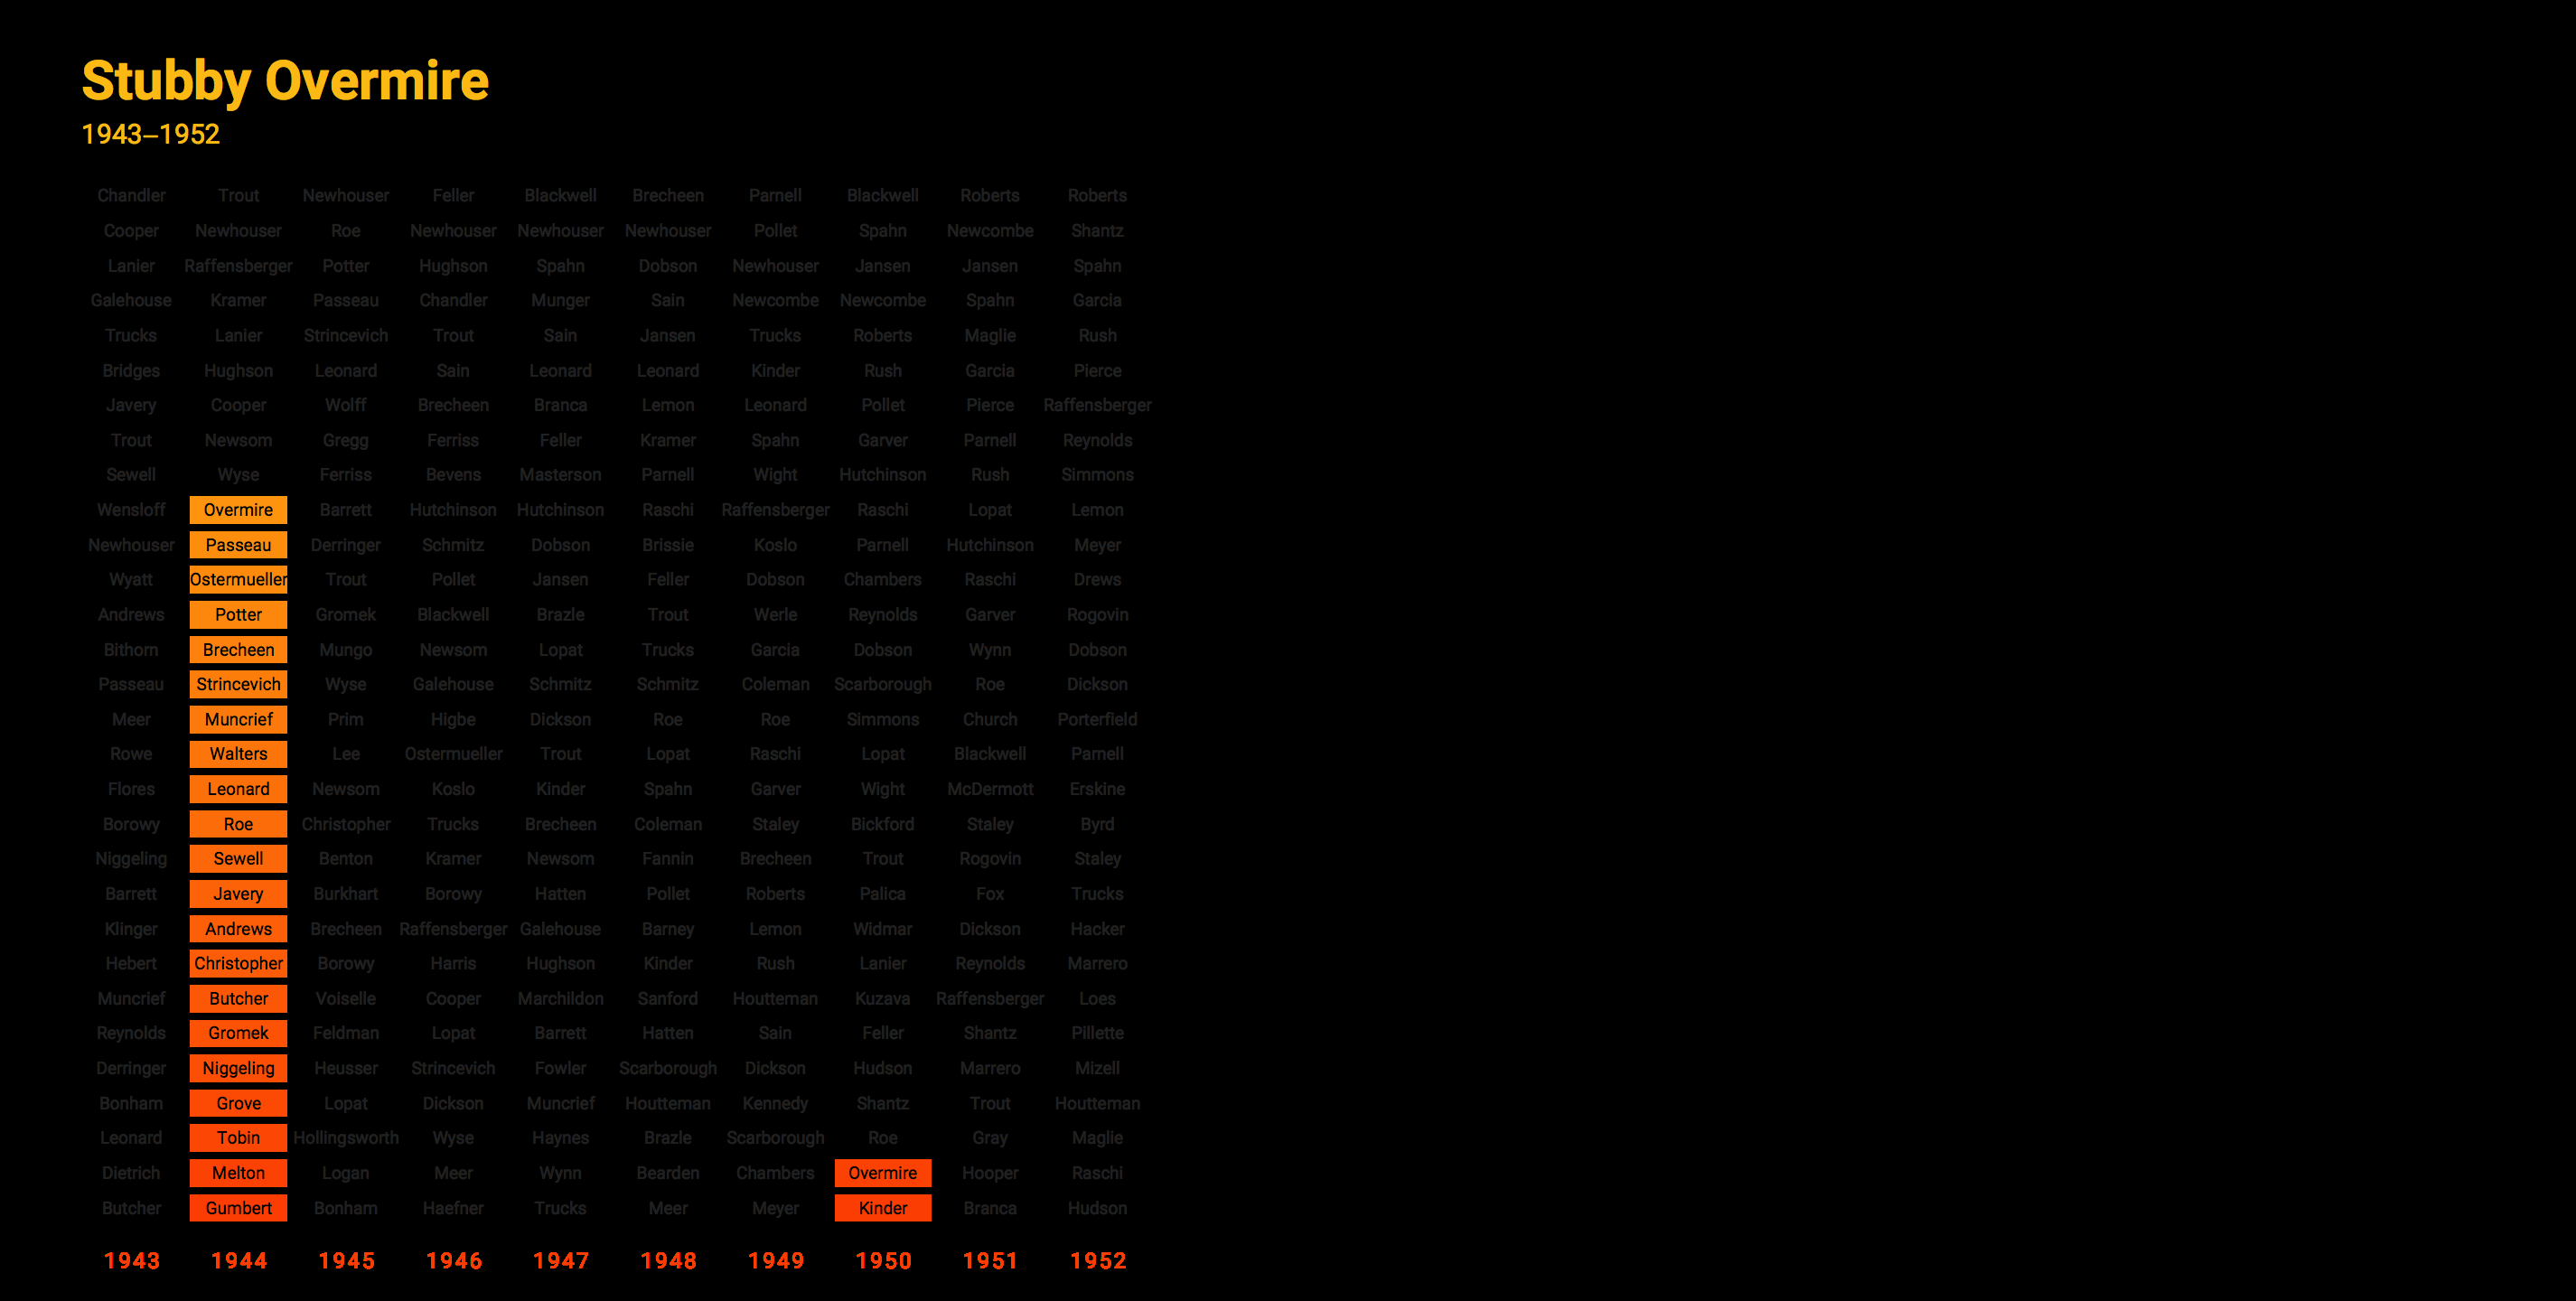 Stubby Overmire
1943–1952
Chandler Trout Newhouser Feller Blackwell Brecheen Parnell Blackwell Roberts Roberts
Cooper Newhouser Roe Newhouser Newhouser Newhouser Pollet Spahn Newcombe Shantz
Lanier Raffensberger Potter Hughson Spahn Dobson Newhouser Jansen Jansen Spahn
Galehouse Kramer Passeau Chandler Munger Sain Newcombe Newcombe Spahn Garcia
Trucks Lanier Strincevich Trout Sain Jansen Trucks Roberts Maglie Rush
Bridges Hughson Leonard Sain Leonard Leonard Kinder Rush Garcia Pierce
Javery Cooper Wolff Brecheen Branca Lemon Leonard Pollet Pierce Raffensberger
Trout Newsom Gregg Ferriss Feller Kramer Spahn Garver Parnell Reynolds
Sewell Wyse Ferriss Bevens Masterson Parnell Wight Hutchinson Rush Simmons
Wensloff Overmire Barrett Hutchinson Hutchinson Raschi Raffensberger Raschi Lopat Lemon
Newhouser Passeau Derringer Schmitz Dobson Brissie Koslo Parnell Hutchinson Meyer
Wyatt Ostermueller Trout Pollet Jansen Feller Dobson Chambers Raschi Drews
Andrews Potter Gromek Blackwell Brazle Trout Werle Reynolds Garver Rogovin
Bithorn Brecheen Mungo Newsom Lopat Trucks Garcia Dobson Wynn Dobson
Passeau Strincevich Wyse Galehouse Schmitz Schmitz Coleman Scarborough Roe Dickson
Meer Muncrief Prim Higbe Dickson Roe Roe Simmons Church Porterfield
Rowe Walters Lee Ostermueller Trout Lopat Raschi Lopat Blackwell Parnell
Flores Leonard Newsom Koslo Kinder Spahn Garver Wight McDermott Erskine
Borowy Roe Christopher Trucks Brecheen Coleman Staley Bickford Staley Byrd
Niggeling Sewell Benton Kramer Newsom Fannin Brecheen Trout Rogovin Staley
Barrett Javery Burkhart Borowy Hatten Pollet Roberts Palica Fox Trucks
Klinger Andrews Brecheen Raffensberger Galehouse Barney Lemon Widmar Dickson Hacker
Hebert Christopher Borowy Harris Hughson Kinder Rush Lanier Reynolds Marrero
Muncrief Butcher Voiselle Cooper Marchildon Sanford Houtteman Kuzava Raffensberger Loes
Reynolds Gromek Feldman Lopat Barrett Hatten Sain Feller Shantz Pillette
Derringer Niggeling Heusser Strincevich Fowler Scarborough Dickson Hudson Marrero Mizell
Bonham Grove Lopat Dickson Muncrief Houtteman Kennedy Shantz Trout Houtteman
Leonard Tobin Hollingsworth Wyse Haynes Brazle Scarborough Roe Gray Maglie
Dietrich Melton Logan Meer Wynn Bearden Chambers Overmire Hooper Raschi
Butcher Gumbert Bonham Haefner Trucks Meer Meyer Kinder Branca Hudson
1943 1944 1945 1946 1947 1948 1949 1950 1951 1952